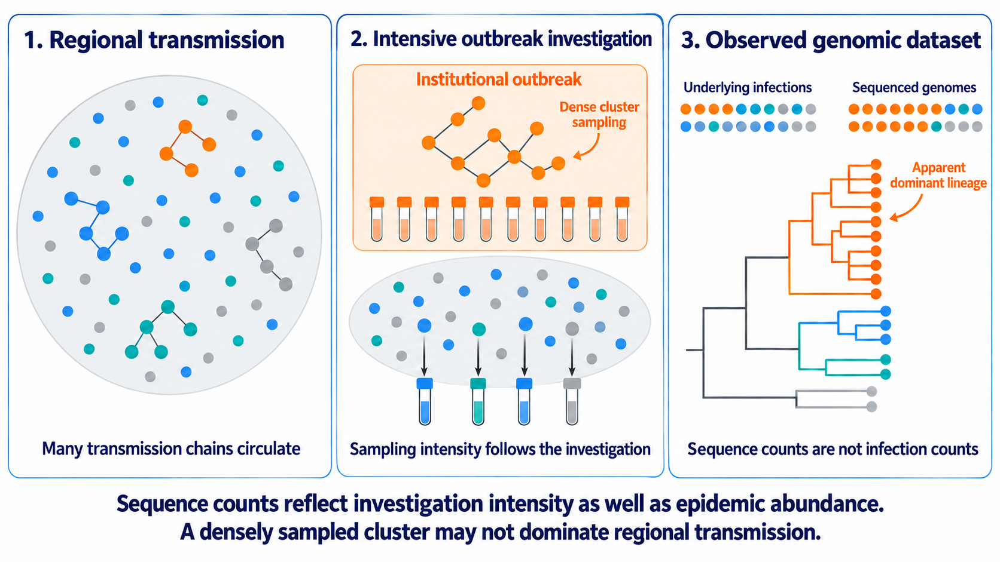 1. Regional transmission
Many transmission chains circulate
2. Intensive outbreak investigation
Institutional outbreak
Dense cluster
sampling
Sampling intensity follows the investigation
3. Observed genomic dataset
Underlying infections
Sequenced genomes
Apparent
dominant lineage
Sequence counts are not infection counts
Sequence counts reflect investigation intensity as well as epidemic abundance.
A densely sampled cluster may not dominate regional transmission.